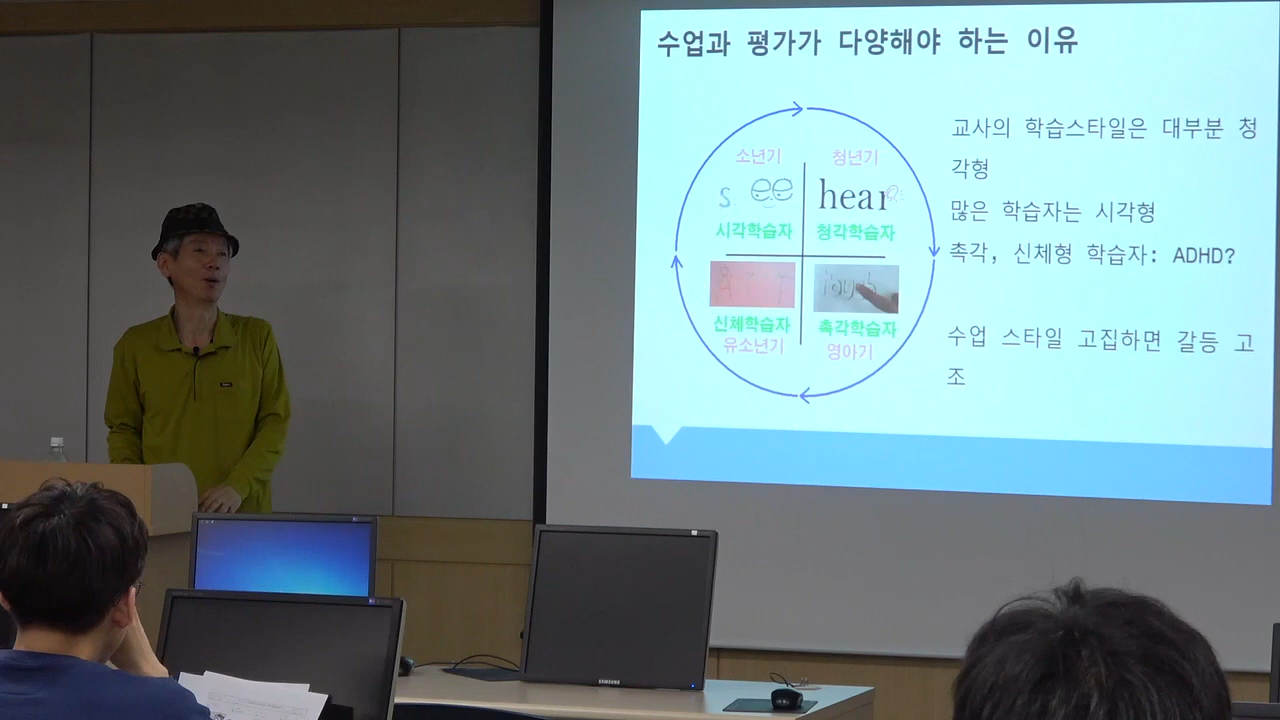 수업과 평가가 다양해야 하는 이유
소년기
청년기
see
hear
시각학습자
청각학습자
touch
신체학습자
촉각학습자
유소년기
영아기
교사의 학습스타일은 대부분 청
각형
많은 학습자는 시각형
촉각, 신체형 학습자: ADHD?
수업 스타일 고집하면 갈등 고
조
SAMSUNG